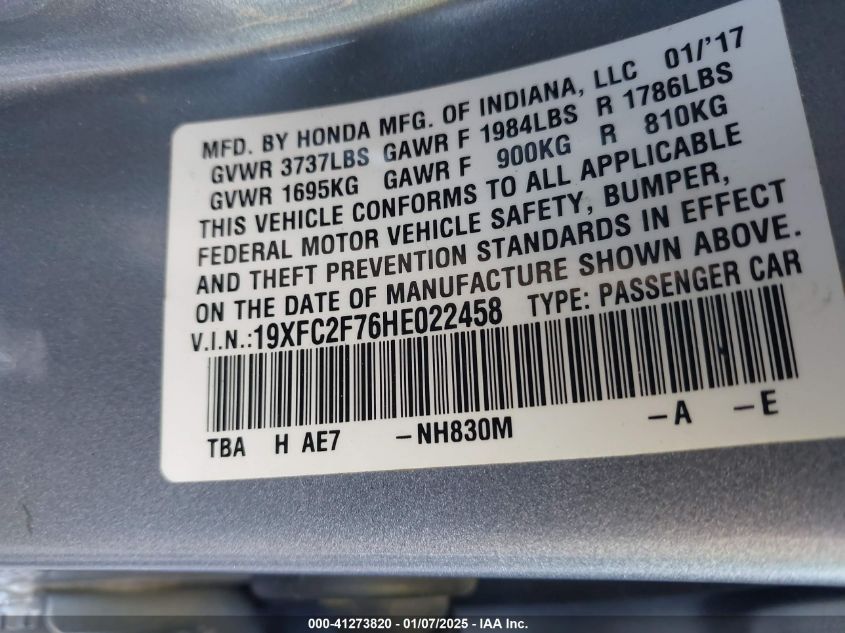 MFD. BY HONDA MFG. OF INDIANA, LLC 01/'17
GVWR 3737LBS GAWR F 1984LBS R 1786LBS
GVWR 1695KG GAWR F 900KG R 810KG
THIS VEHICLE CONFORMS TO ALL APPLICABLE
FEDERAL MOTOR VEHICLE SAFETY, BUMPER,
AND THEFT PREVENTION STANDARDS IN EFFECT
ON THE DATE OF MANUFACTURE SHOWN ABOVE.
V.I.N.:19XFC2F76HE022458 TYPE: PASSENGER CAR
TBA H AE7 -NH830M -A -E
000-41273820 - 01/07/2025 - IAA Inc.